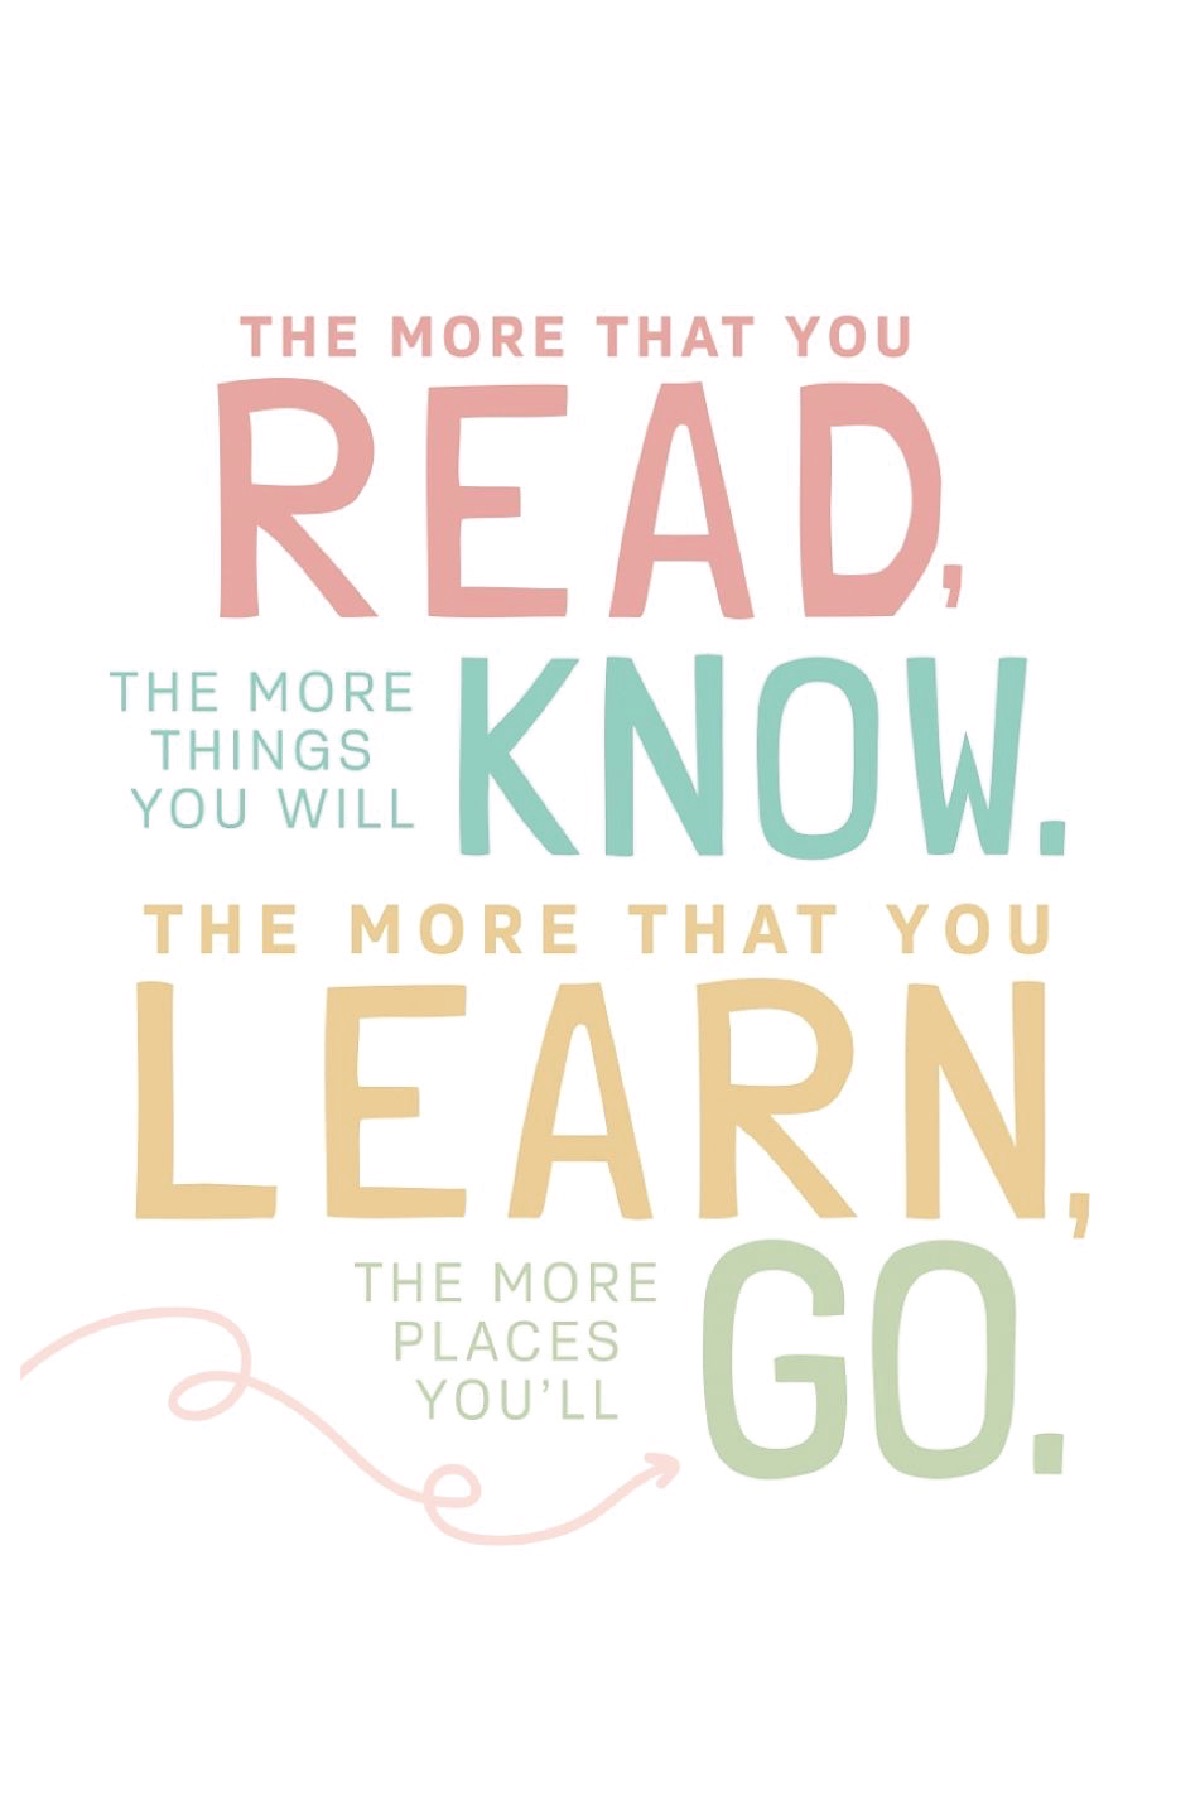 THE MORE THAT YOU
READ,
THE MORE
THINGS
YOU WILL
KNOW.
THE MORE THAT YOU
LEARN,
THE MORE
PLACES
YOU'LL
GO.